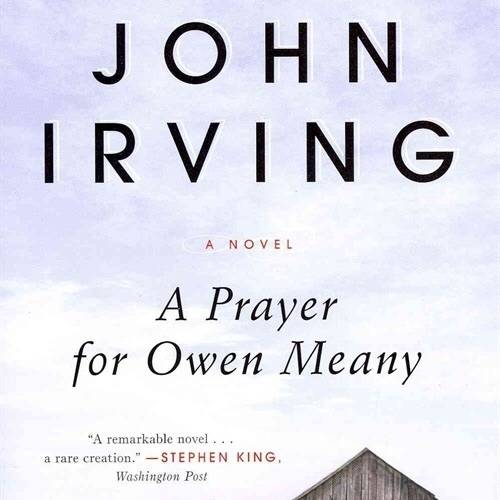 JOHN
IRVING
A NOVEL
A Prayer
for Owen Meany
“A remarkable novel . . .
a rare creation.” —STEPHEN KING,
Washington Post